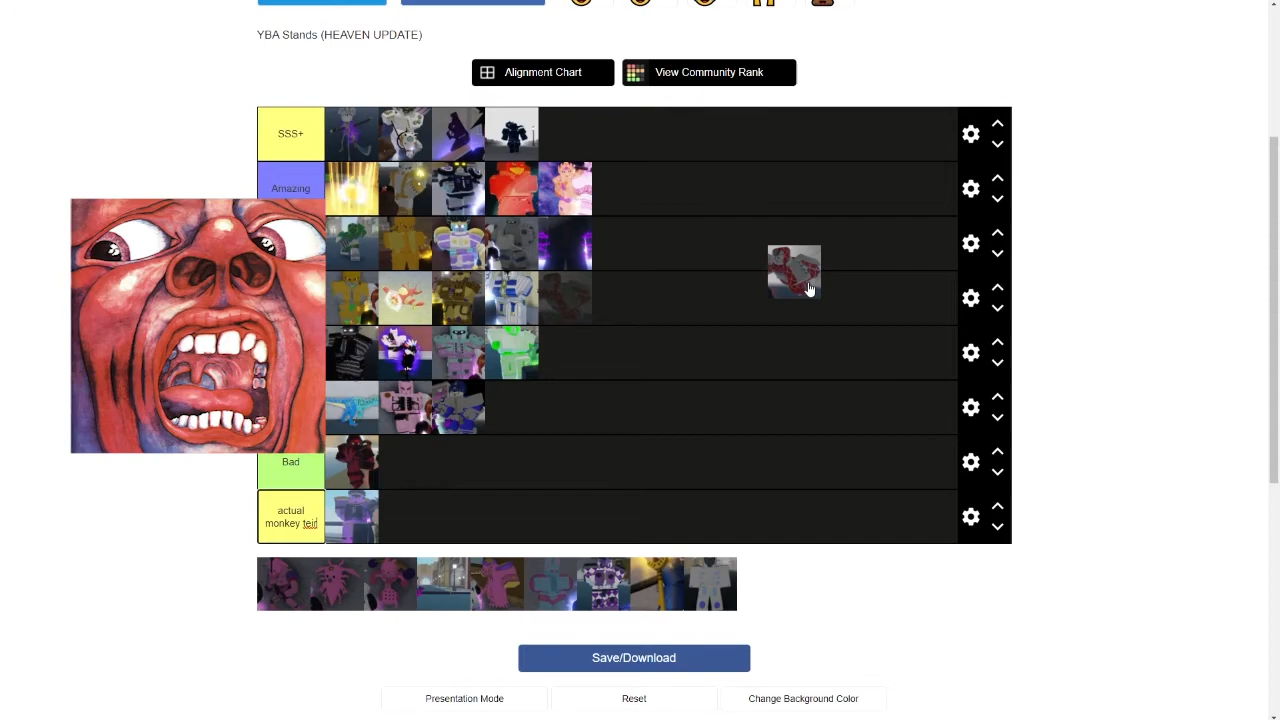 YBA Stands (HEAVEN UPDATE)
Alignment Chart
View Community Rank
SSS+
Amazing
Bad
actual
monkey teir
Save/Download
Presentation Mode
Reset
Change Background Color